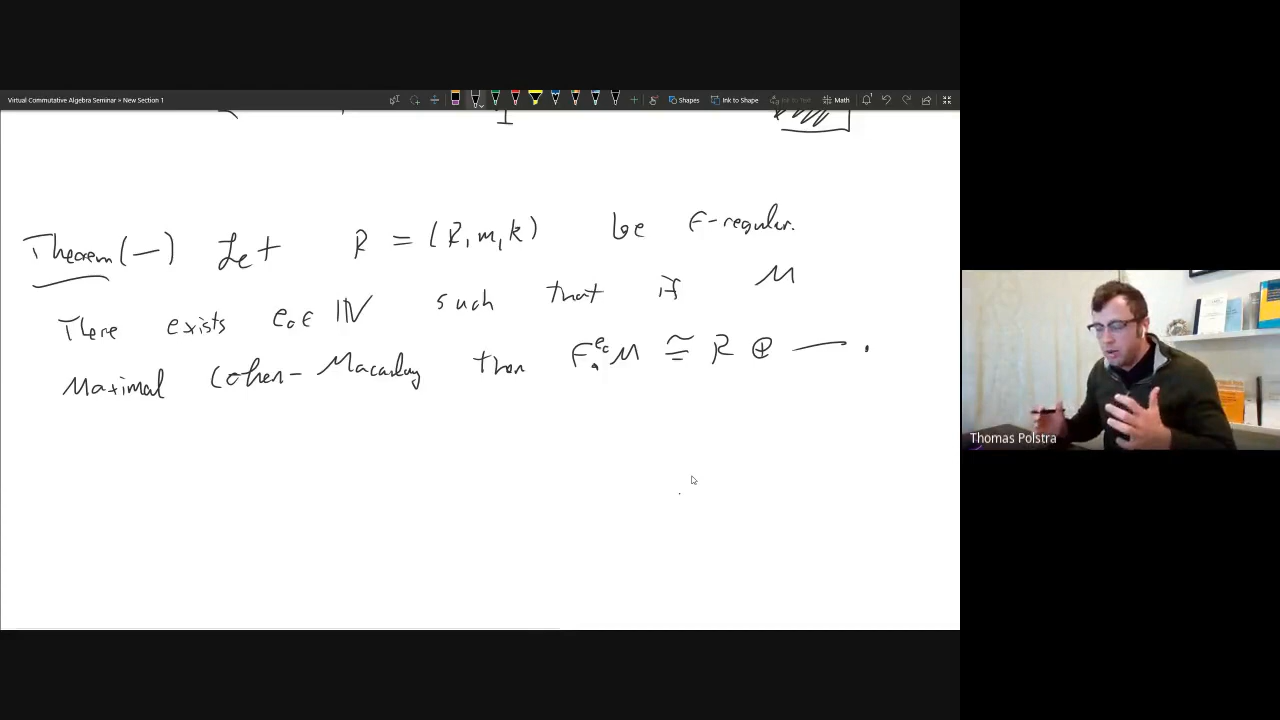 Virtual Commutative Algebra Seminar » New Section 1
Shapes Ink to Shape Math
Theorem (—) Let R = (R, m, k) be F-regular.
There exists e₀ ∈ ℕ such that if M
Maximal Cohen-Macaulay then F_*^{e₀} M ≅ R ⊕ — .
Thomas Polstra